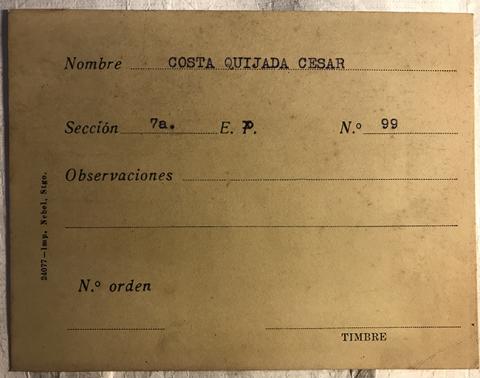 Nombre COSTA QUIJADA CESAR
Sección 7a. E. P. N.º 99
Observaciones
24077—Imp. Nebel, Stgo.
N.º orden
TIMBRE